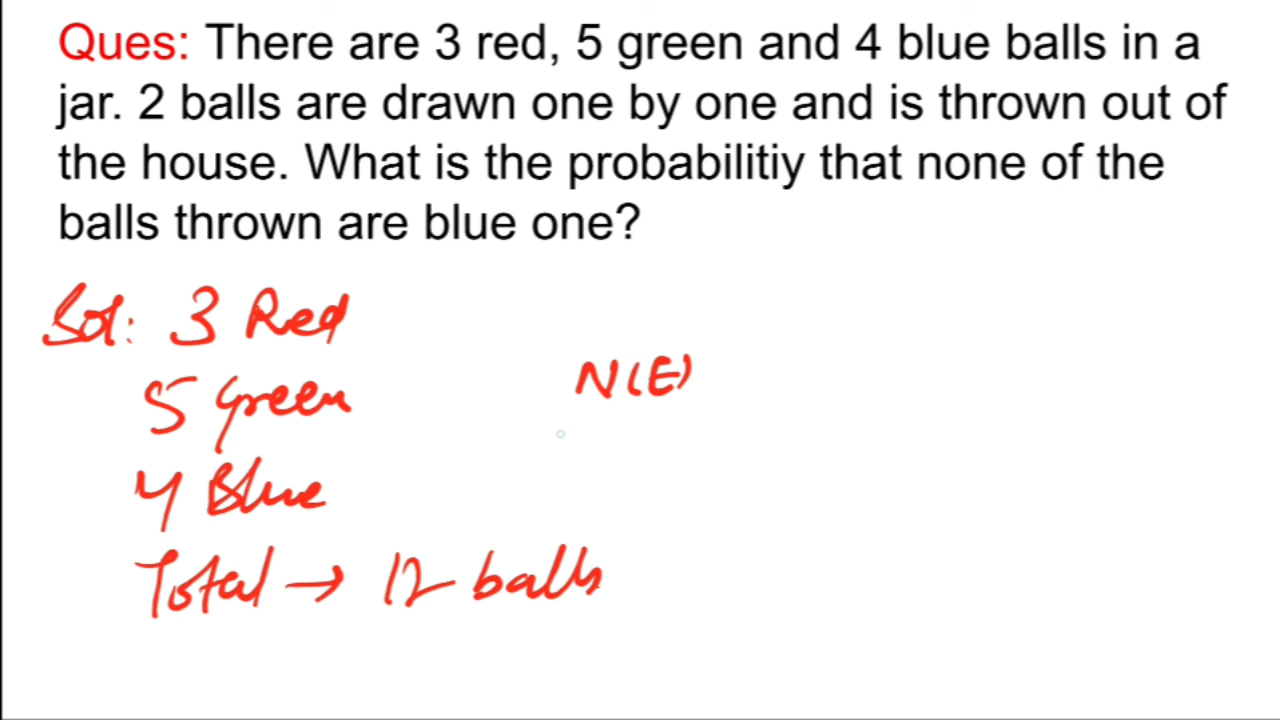 Ques: There are 3 red, 5 green and 4 blue balls in a
jar. 2 balls are drawn one by one and is thrown out of
the house. What is the probabilitiy that none of the
balls thrown are blue one?
Sol: 3 Red
5 Green
N(E)
4 Blue
Total → 12 balls